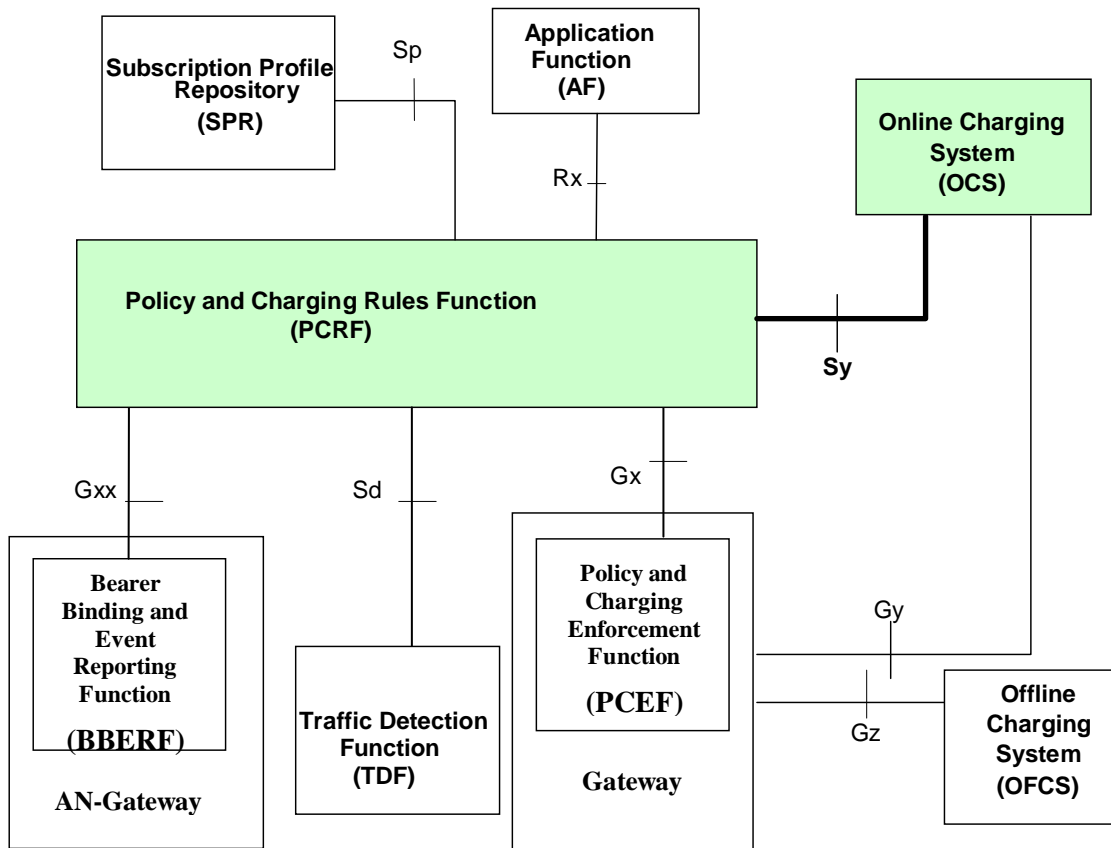 Subscription Profile
Repository
(SPR)
Sp
Application
Function
(AF)
Rx
Online Charging
System
(OCS)
Policy and Charging Rules Function
(PCRF)
Sy
Gxx
Sd
Gx
Bearer
Binding and
Event
Reporting
Function
(BBERF)
AN-Gateway
Traffic Detection
Function
(TDF)
Policy and
Charging
Enforcement
Function
(PCEF)
Gateway
Gy
Gz
Offline
Charging
System
(OFCS)